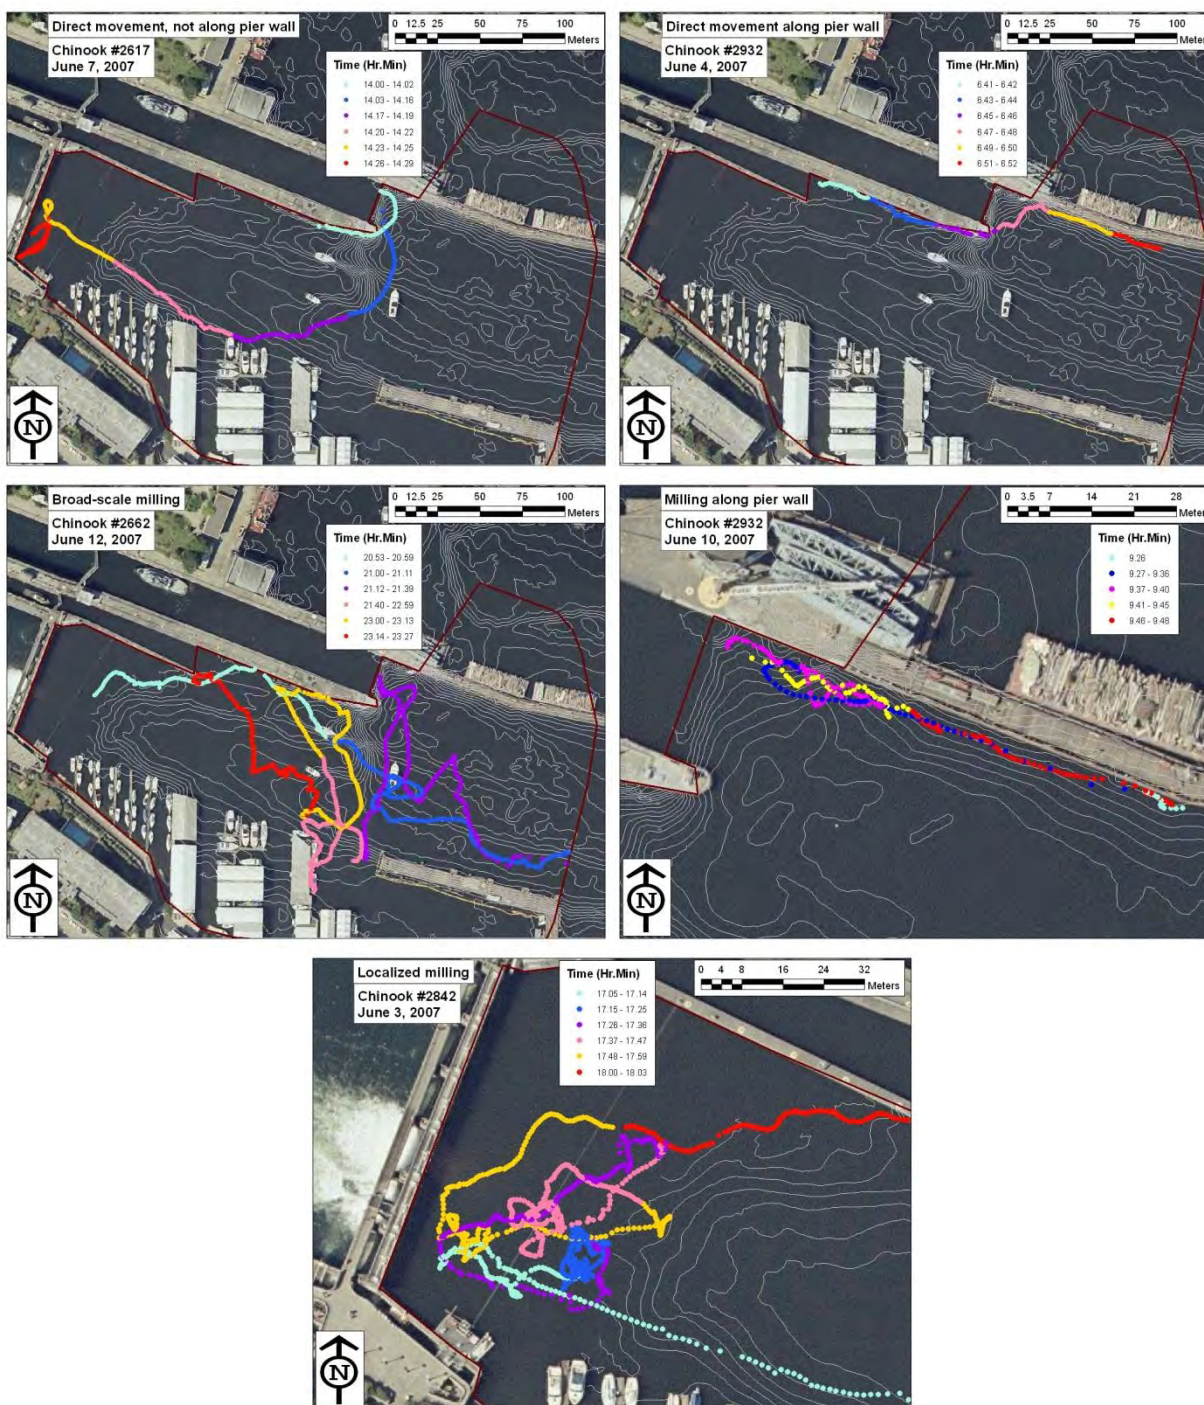 Direct movement, not along pier wall
Chinook #2617
June 7, 2007
0 12.5 25 50 75 100
Meters
Time (Hr.Min)
14.00 - 14.02
14.03 - 14.16
14.17 - 14.19
14.20 - 14.22
14.23 - 14.25
14.26 - 14.29
N
Direct movement along pier wall
Chinook #2932
June 4, 2007
0 12.5 25 50 75 100
Meters
Time (Hr.Min)
6.41 - 6.42
6.43 - 6.44
6.45 - 6.46
6.47 - 6.48
6.49 - 6.50
6.51 - 6.52
N
Broad-scale milling
Chinook #2662
June 12, 2007
0 12.5 25 50 75 100
Meters
Time (Hr.Min)
20.53 - 20.59
21.00 - 21.11
21.12 - 21.39
21.40 - 22.59
23.00 - 23.13
23.14 - 23.27
N
Milling along pier wall
Chinook #2932
June 10, 2007
0 3.5 7 14 21 28
Meters
Time (Hr.Min)
9.26
9.27 - 9.36
9.37 - 9.40
9.41 - 9.45
9.46 - 9.48
N
Localized milling
Chinook #2842
June 3, 2007
0 4 8 16 24 32
Meters
Time (Hr.Min)
17.05 - 17.14
17.15 - 17.25
17.26 - 17.36
17.37 - 17.47
17.48 - 17.59
18.00 - 18.03
N